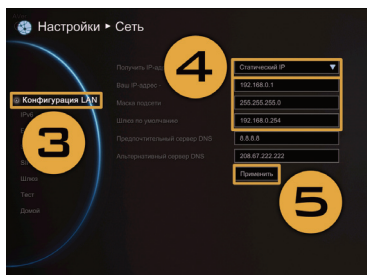 Настройки ▸ Сеть
4
Получить IP-ад
Статический IP
Ваш IP-адрес
192.168.0.1
Конфигурация LAN
Маска подсети
255.255.255.0
IPv6
Шлюз по умолчанию
192.168.0.254
3
Предпочтительный сервер DNS
8.8.8.8
Альтернативный сервер DNS
208.67.222.222
Шлюз
Применить
5
Тест
Домой